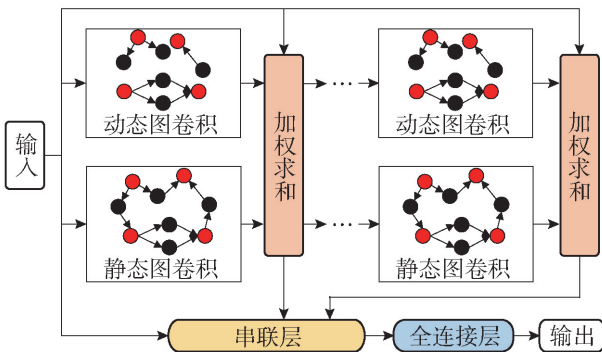 动态图卷积
动态图卷积
输入
加权求和
…
…
加权求和
静态图卷积
静态图卷积
…
…
串联层
全连接层
输出